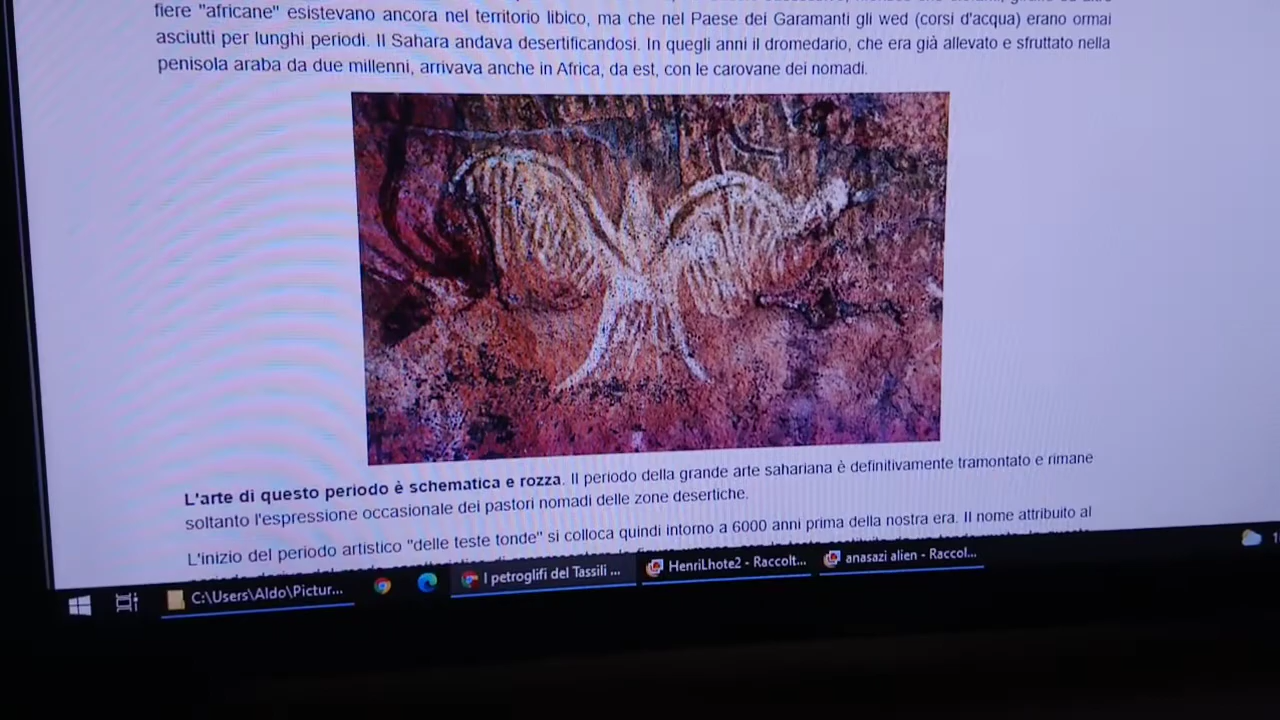 fiere "africane" esistevano ancora nel territorio libico, ma che nel Paese dei Garamanti gli wed (corsi d'acqua) erano ormai
asciutti per lunghi periodi. Il Sahara andava desertificandosi. In quegli anni il dromedario, che era già allevato e sfruttato nella
penisola araba da due millenni, arrivava anche in Africa, da est, con le carovane dei nomadi.
L'arte di questo periodo è schematica e rozza. Il periodo della grande arte sahariana è definitivamente tramontato e rimane
soltanto l'espressione occasionale dei pastori nomadi delle zone desertiche.
L'inizio del periodo artistico "delle teste tonde" si colloca quindi intorno a 6000 anni prima della nostra era. Il nome attribuito al
C:\Users\Aldo\Pictur...
I petroglifi del Tassili ...
HenriLhote2 - Raccolt...
anasazi alien - Raccol...